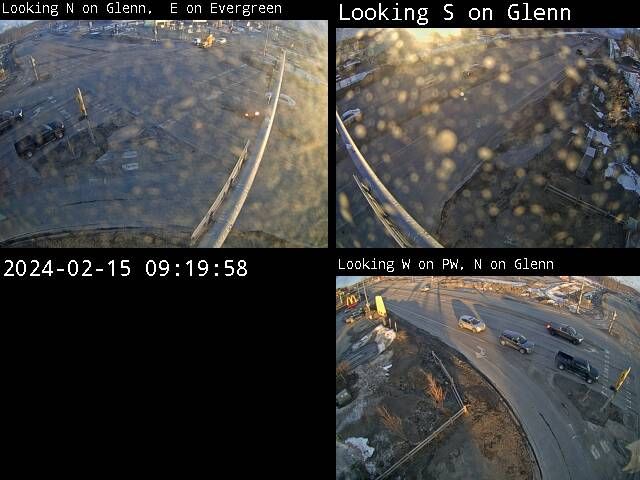 Looking N on Glenn,  E on Evergreen
Looking S on Glenn
2024-02-15 09:19:58
Looking W on PW, N on Glenn